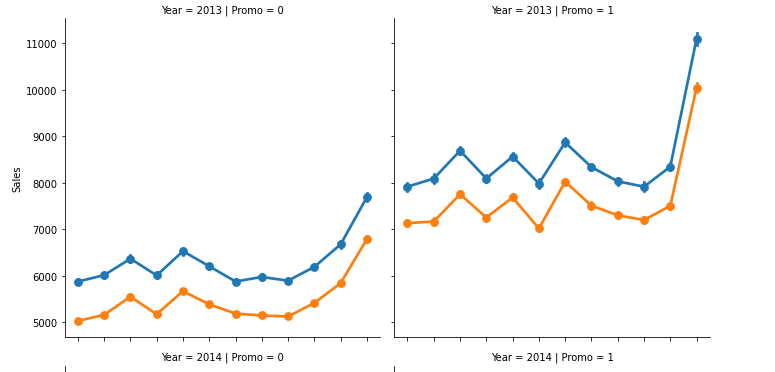 Year = 2013 | Promo = 0
Year = 2013 | Promo = 1
11000
10000
9000
8000
7000
6000
5000
Sales
Year = 2014 | Promo = 0
Year = 2014 | Promo = 1